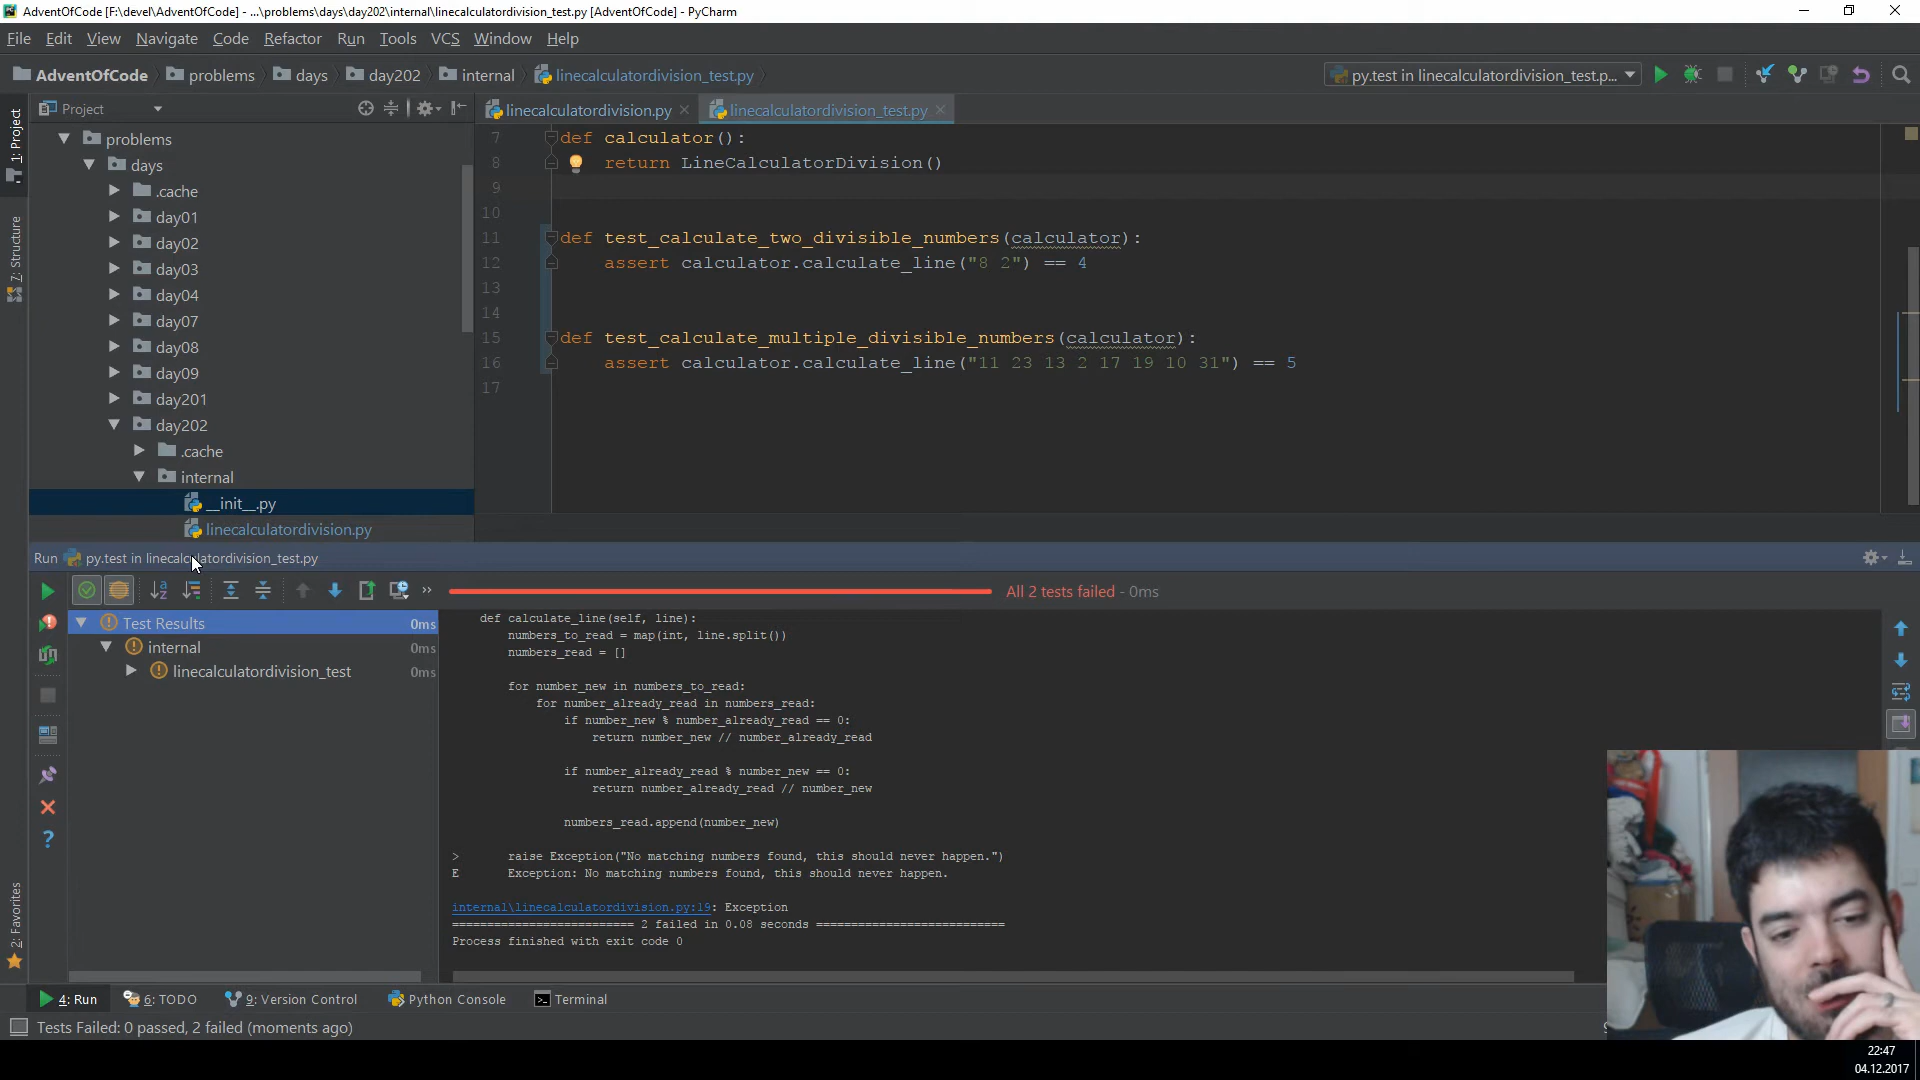 AdventOfCode [F:\devel\AdventOfCode] - ...\problems\days\day202\internal\linecalculatordivision_test.py [AdventOfCode] - PyCharm
File Edit View Navigate Code Refactor Run Tools VCS Window Help
AdventOfCode problems days day202 internal linecalculatordivision_test.py
py.test in linecalculatordivision_test.p...
Project
linecalculatordivision.py
linecalculatordivision_test.py
1: Project
7: Structure
2: Favorites
problems
days
.cache
day01
day02
day03
day04
day07
day08
day09
day201
day202
.cache
internal
__init__.py
linecalculatordivision.py
7 def calculator():
8 return LineCalculatorDivision()
9
10
11 def test_calculate_two_divisible_numbers(calculator):
12 assert calculator.calculate_line("8 2") == 4
13
14
15 def test_calculate_multiple_divisible_numbers(calculator):
16 assert calculator.calculate_line("11 23 13 2 17 19 10 31") == 5
17
Run py.test in linecalculatordivision_test.py
All 2 tests failed - 0ms
Test Results 0ms
internal 0ms
linecalculatordivision_test 0ms
def calculate_line(self, line):
numbers_to_read = map(int, line.split())
numbers_read = []
for number_new in numbers_to_read:
for number_already_read in numbers_read:
if number_new % number_already_read == 0:
return number_new // number_already_read
if number_already_read % number_new == 0:
return number_already_read // number_new
numbers_read.append(number_new)
> raise Exception("No matching numbers found, this should never happen.")
E Exception: No matching numbers found, this should never happen.
internal\linecalculatordivision.py:19: Exception
========================== 2 failed in 0.08 seconds ===========================
Process finished with exit code 0
4: Run 6: TODO 9: Version Control Python Console Terminal
Tests Failed: 0 passed, 2 failed (moments ago)
22:47
04.12.2017